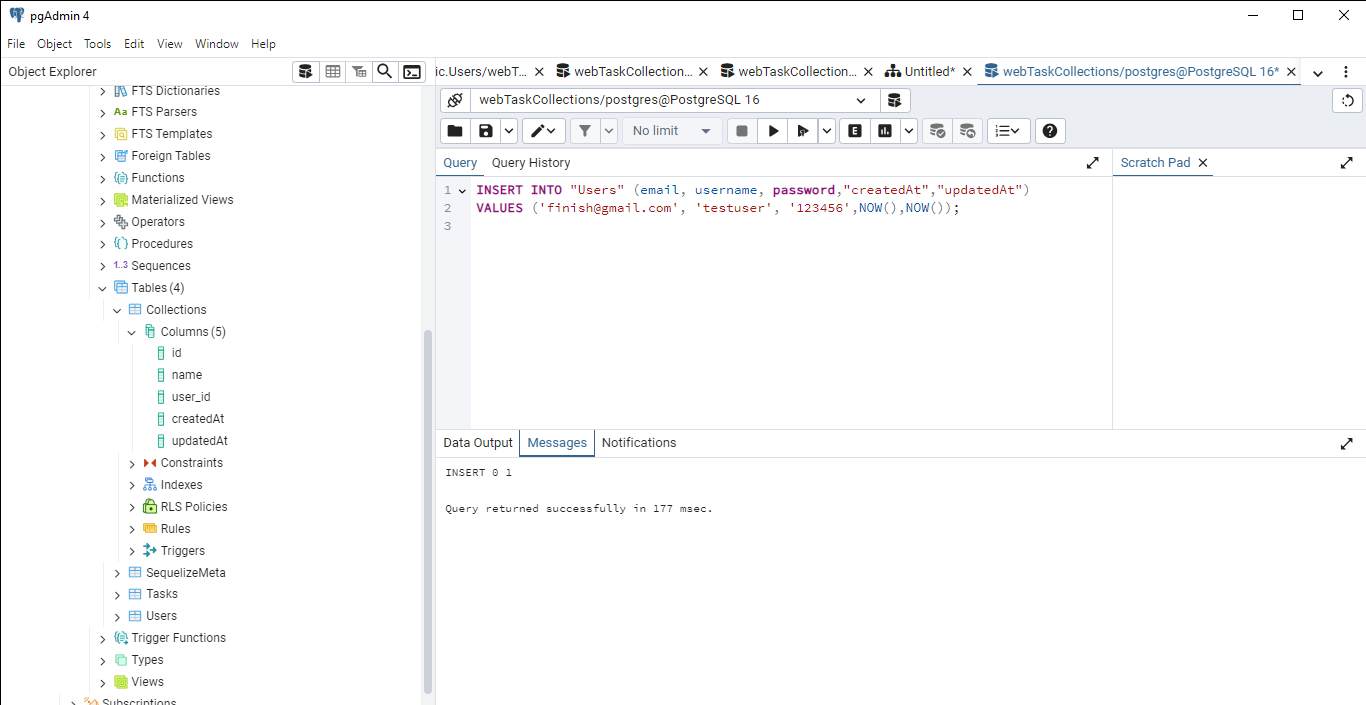 pgAdmin 4
File Object Tools Edit View Window Help
Object Explorer
ic.Users/webT...
webTaskCollection...
webTaskCollection...
Untitled*
webTaskCollections/postgres@PostgreSQL 16*
webTaskCollections/postgres@PostgreSQL 16
No limit
E
Query Query History
Scratch Pad
1 INSERT INTO "Users" (email, username, password,"createdAt","updatedAt")
2 VALUES ('finish@gmail.com', 'testuser', '123456',NOW(),NOW());
3
Data Output Messages Notifications
INSERT 0 1
Query returned successfully in 177 msec.
FTS Dictionaries
Aa FTS Parsers
FTS Templates
Foreign Tables
Functions
Materialized Views
Operators
Procedures
1..3 Sequences
Tables (4)
Collections
Columns (5)
id
name
user_id
createdAt
updatedAt
Constraints
Indexes
RLS Policies
Rules
Triggers
SequelizeMeta
Tasks
Users
Trigger Functions
Types
Views
Subscriptions